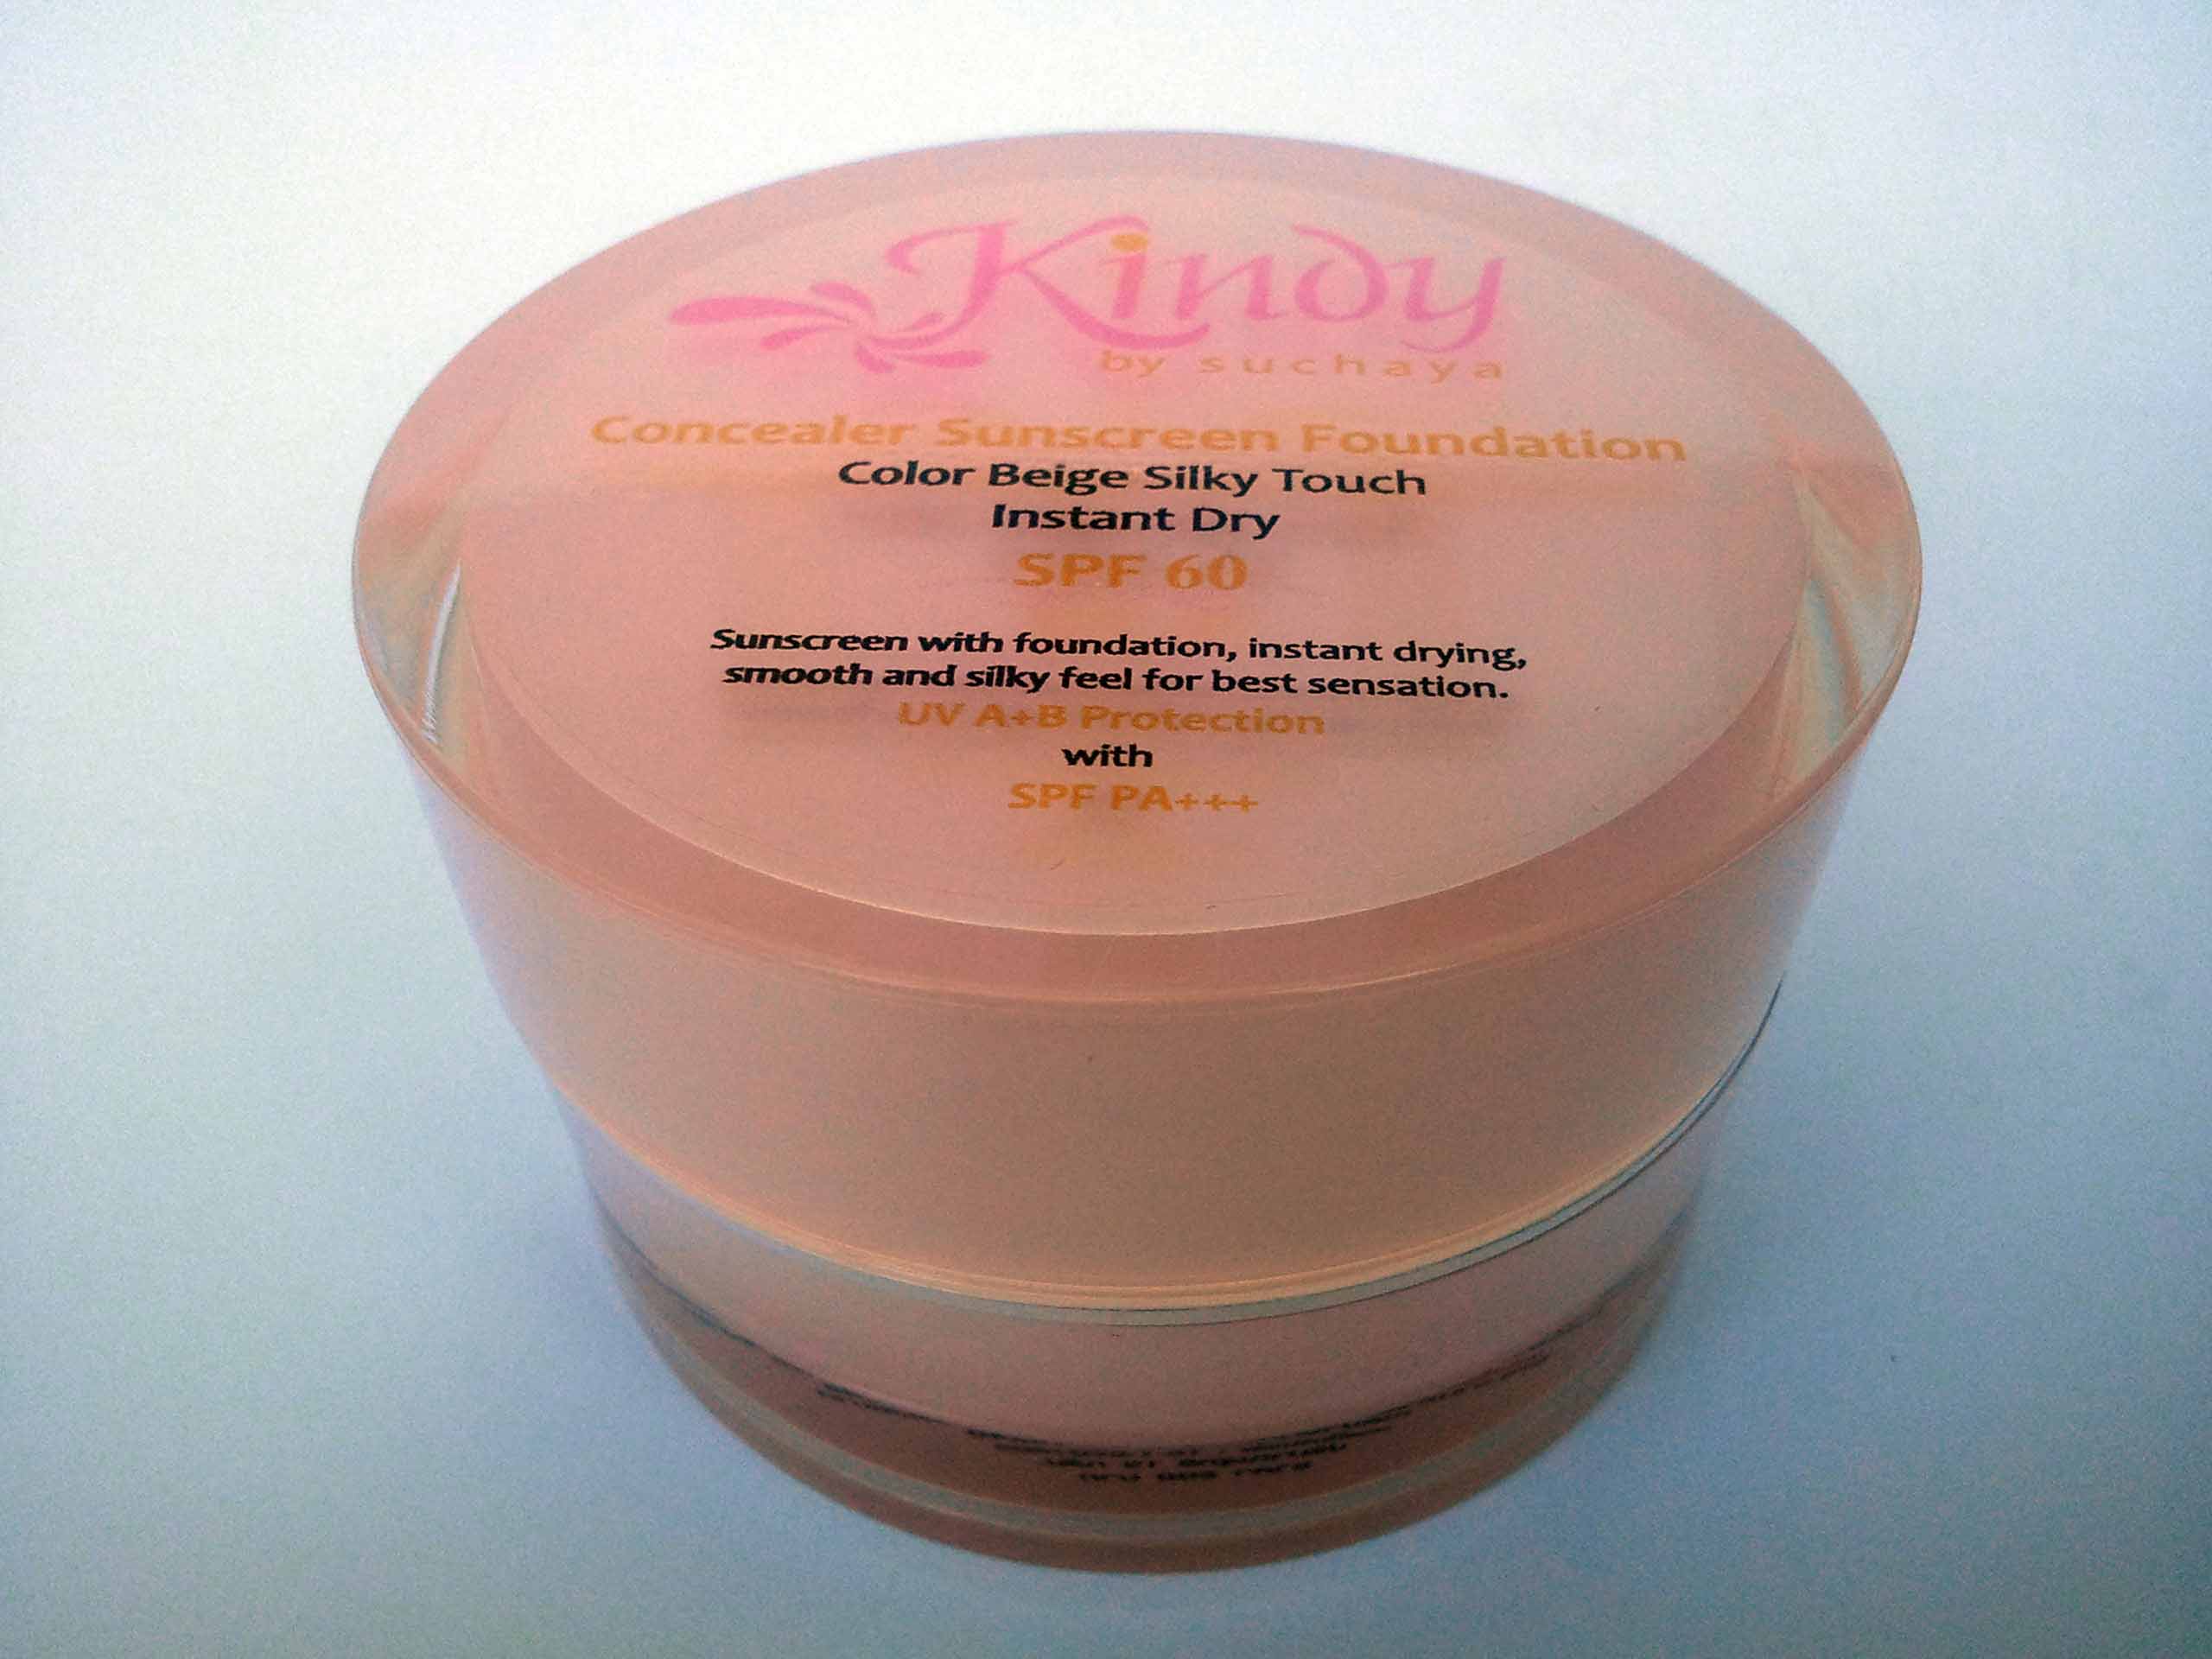 Kindy
by suchaya
Concealer Sunscreen Foundation
Color Beige Silky Touch
Instant Dry
SPF 60
Sunscreen with foundation, instant drying,
smooth and silky feel for best sensation.
UV A+B Protection
with
SPF PA+++